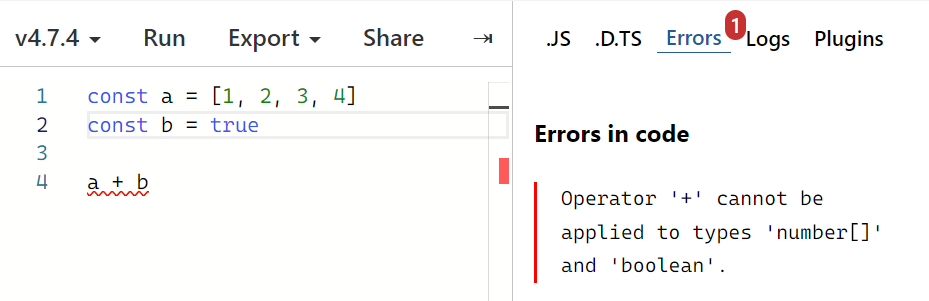 v4.7.4 Run Export Share
.JS .D.TS Errors 1 Logs Plugins
1 const a = [1, 2, 3, 4]
2 const b = true
3
4 a + b
Errors in code
Operator '+' cannot be
applied to types 'number[]'
and 'boolean'.